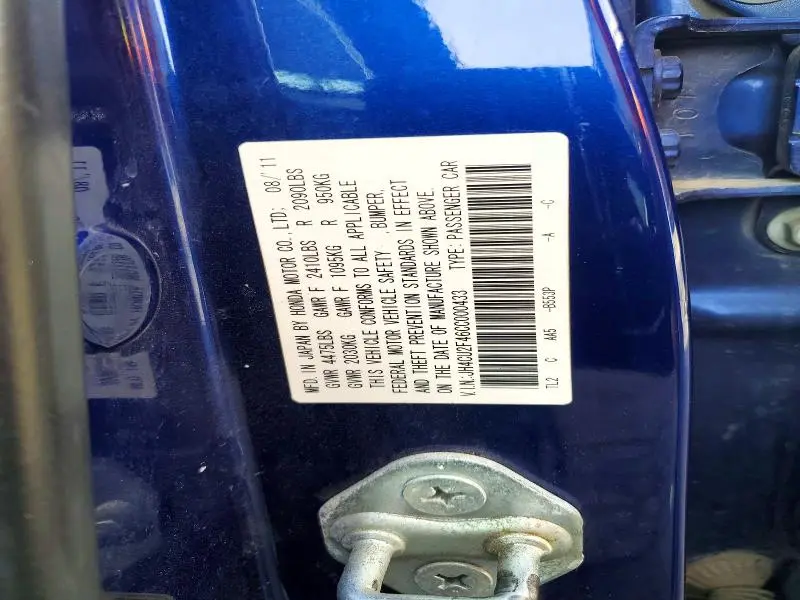 MFD. IN JAPAN BY HONDA MOTOR CO., LTD; 08/'11
GVWR 4475LBS GAWR F 2410LBS R 2090LBS
GVWR 2030KG GAWR F 1095KG R 950KG
THIS VEHICLE CONFORMS TO ALL APPLICABLE
FEDERAL MOTOR VEHICLE SAFETY , BUMPER,
AND THEFT PREVENTION STANDARDS IN EFFECT
ON THE DATE OF MANUFACTURE SHOWN ABOVE.
V.I.N.:JH4CU2F46CC000433 TYPE:PASSENGER CAR
TL2 C AA5 -B553P -A -C